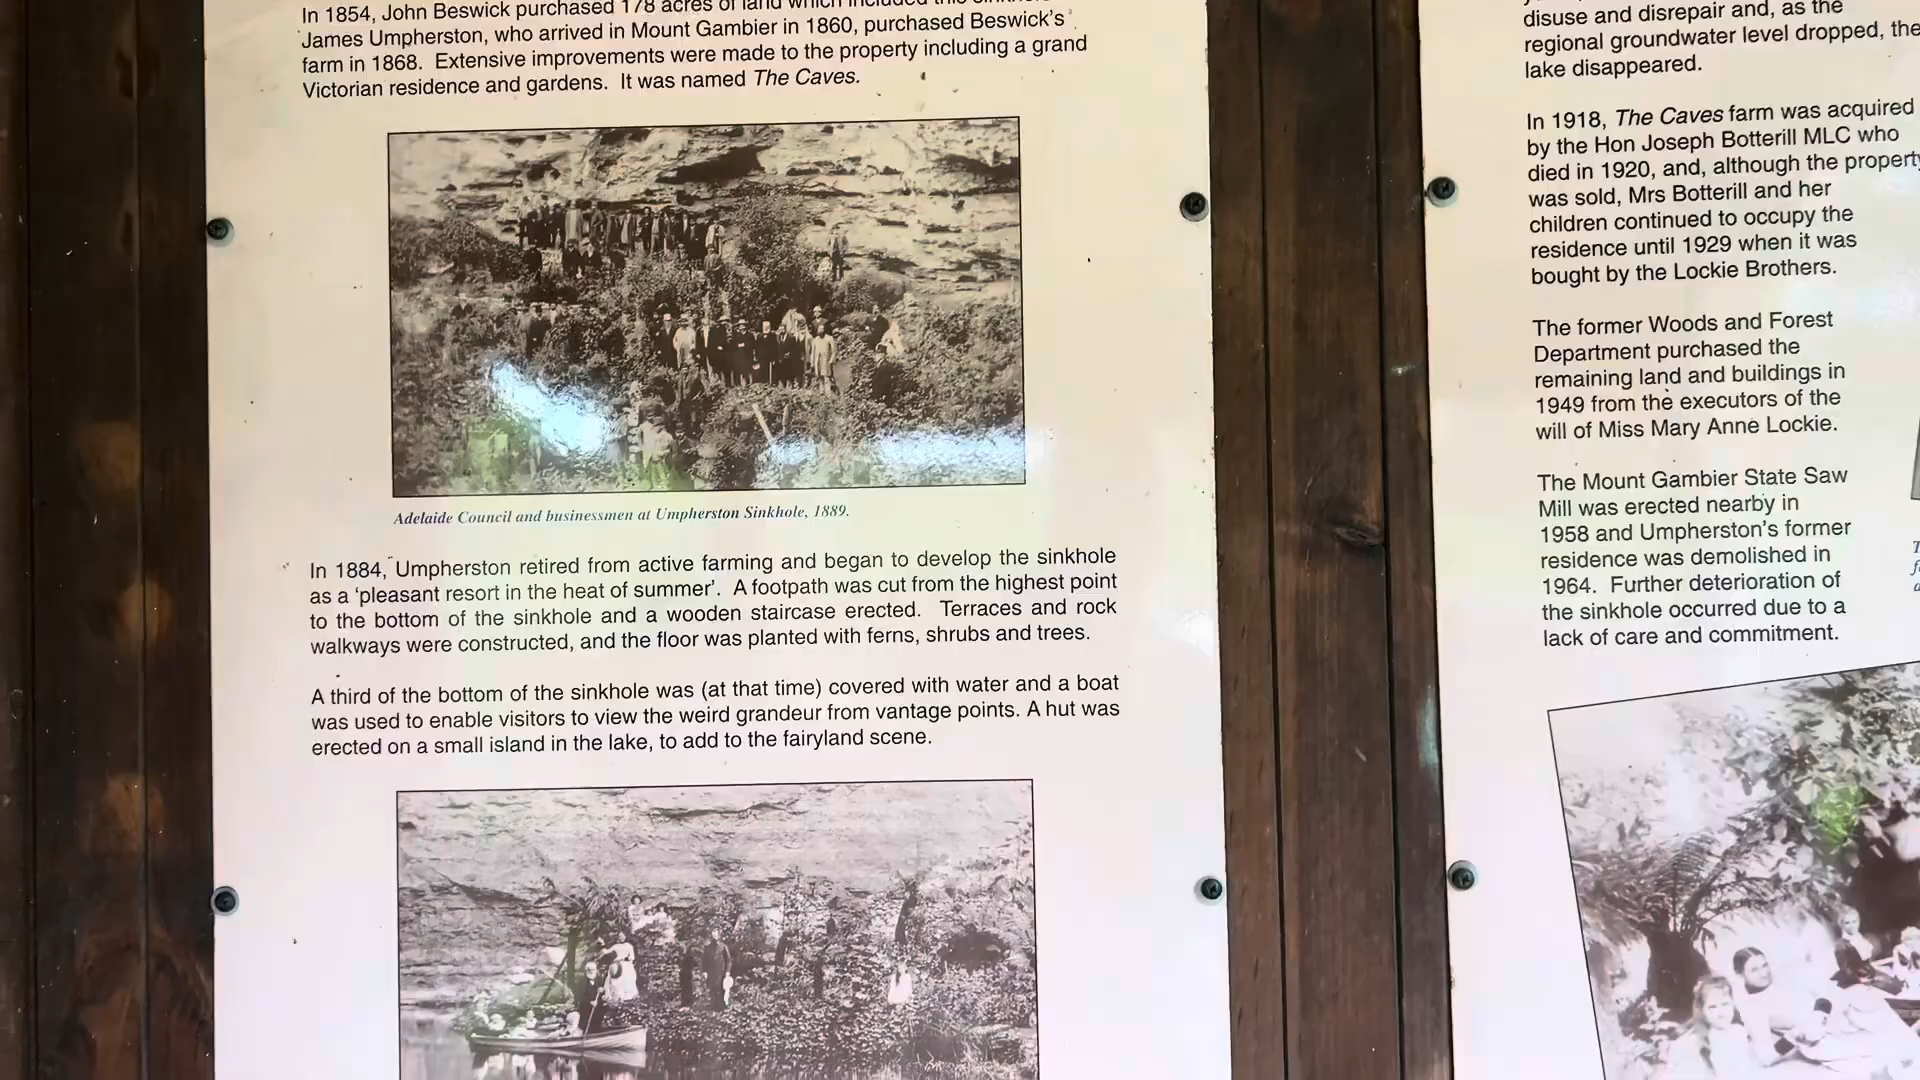 In 1854, John Beswick purchased 178 acres of land which included this
James Umpherston, who arrived in Mount Gambier in 1860, purchased Beswick's
farm in 1868. Extensive improvements were made to the property including a grand
Victorian residence and gardens. It was named The Caves.
Adelaide Council and businessmen at Umpherston Sinkhole, 1889.
In 1884, Umpherston retired from active farming and began to develop the sinkhole
as a 'pleasant resort in the heat of summer'. A footpath was cut from the highest point
to the bottom of the sinkhole and a wooden staircase erected. Terraces and rock
walkways were constructed, and the floor was planted with ferns, shrubs and trees.
A third of the bottom of the sinkhole was (at that time) covered with water and a boat
was used to enable visitors to view the weird grandeur from vantage points. A hut was
erected on a small island in the lake, to add to the fairyland scene.
disuse and disrepair and, as the
regional groundwater level dropped, the
lake disappeared.
In 1918, The Caves farm was acquired
by the Hon Joseph Botterill MLC who
died in 1920, and, although the property
was sold, Mrs Botterill and her
children continued to occupy the
residence until 1929 when it was
bought by the Lockie Brothers.
The former Woods and Forest
Department purchased the
remaining land and buildings in
1949 from the executors of the
will of Miss Mary Anne Lockie.
The Mount Gambier State Saw
Mill was erected nearby in
1958 and Umpherston's former
residence was demolished in
1964. Further deterioration of
the sinkhole occurred due to a
lack of care and commitment.